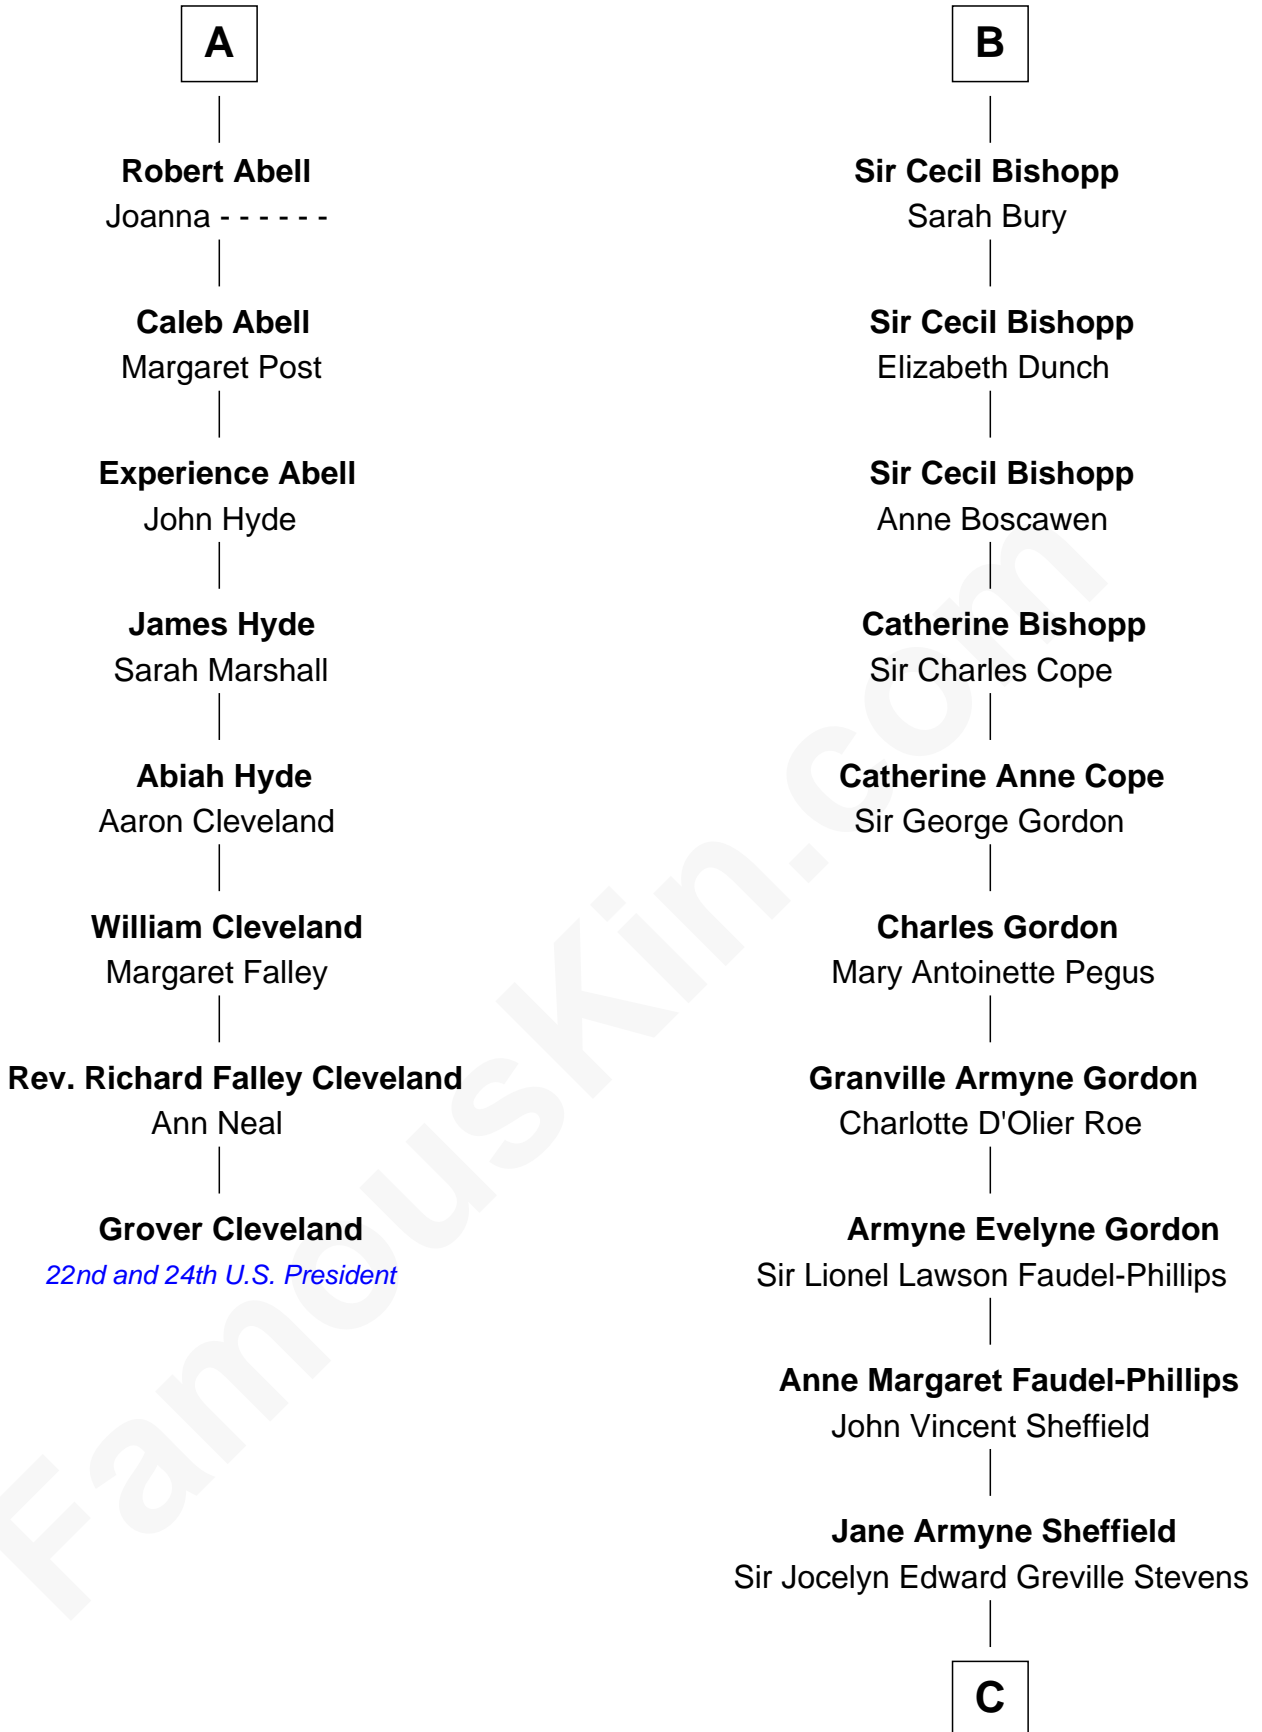 A
Robert Abell
Joanna - - - - - -
Caleb Abell
Margaret Post
Experience Abell
John Hyde
James Hyde
Sarah Marshall
Abiah Hyde
Aaron Cleveland
William Cleveland
Margaret Falley
Rev. Richard Falley Cleveland
Ann Neal
Grover Cleveland
22nd and 24th U.S. President
B
Sir Cecil Bishopp
Sarah Bury
Sir Cecil Bishopp
Elizabeth Dunch
Sir Cecil Bishopp
Anne Boscawen
Catherine Bishopp
Sir Charles Cope
Catherine Anne Cope
Sir George Gordon
Charles Gordon
Mary Antoinette Pegus
Granville Armyne Gordon
Charlotte D'Olier Roe
Armyne Evelyne Gordon
Sir Lionel Lawson Faudel-Phillips
Anne Margaret Faudel-Phillips
John Vincent Sheffield
Jane Armyne Sheffield
Sir Jocelyn Edward Greville Stevens
C
FamousKin.com